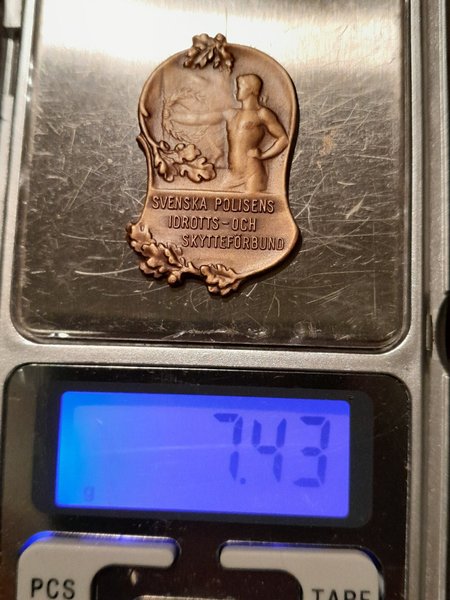 SVENSKA POLISENS
IDROTTS-OCH
SKYTTEFÖRBUND
7.43
g
PCS
TARE